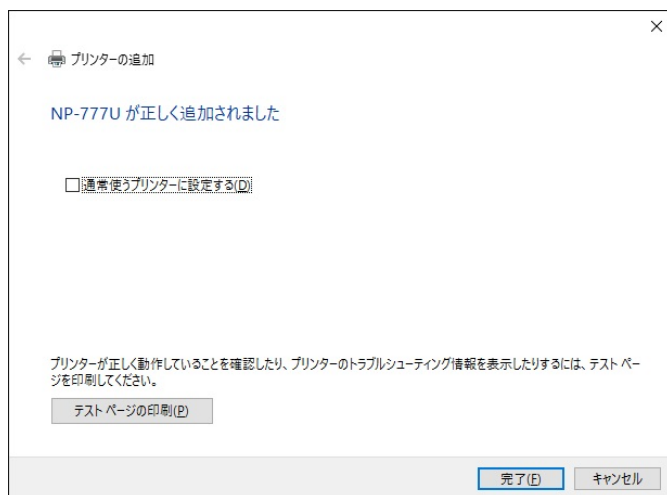 プリンターの追加
NP-777U が正しく追加されました
通常使うプリンターに設定する(D)
プリンターが正しく動作していることを確認したり、プリンターのトラブルシューティング情報を表示したりするには、テスト ペー
ジを印刷してください。
テスト ページの印刷(P)
完了(F) キャンセル